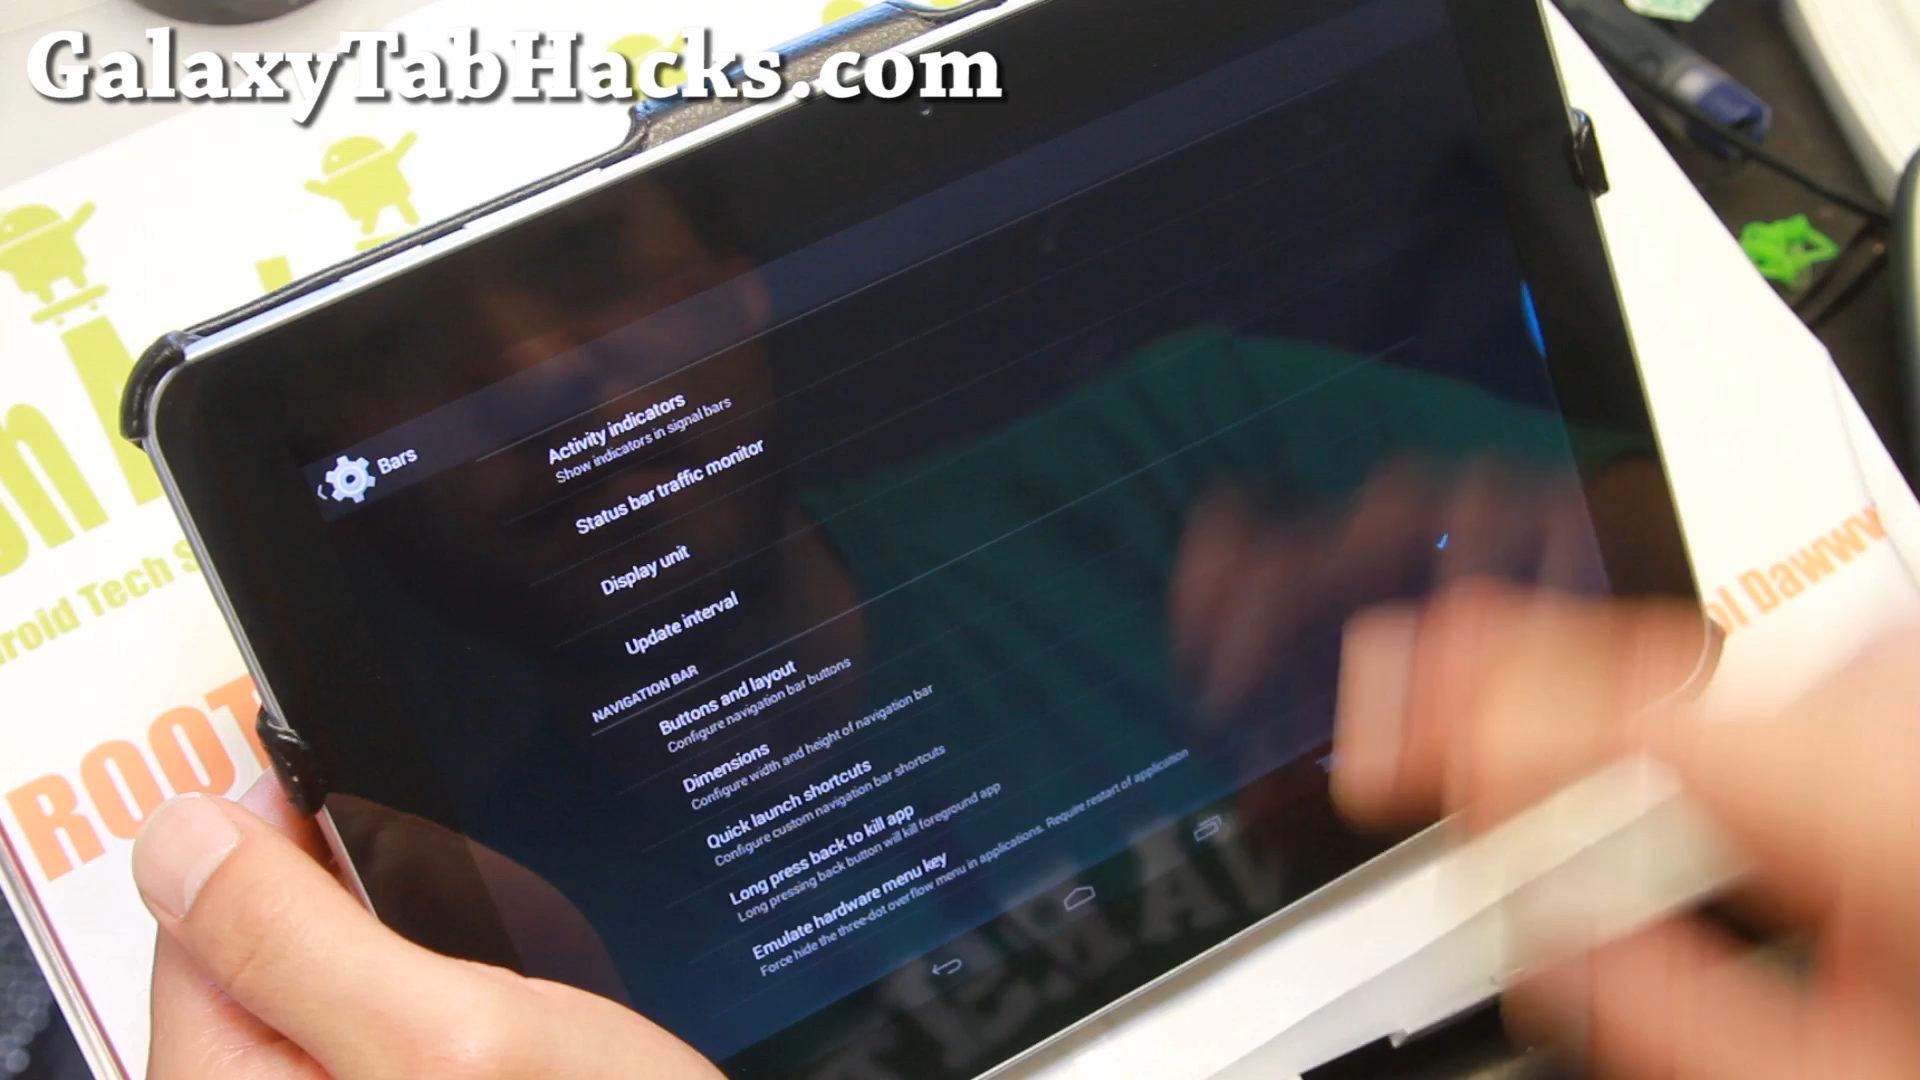 GalaxyTabHacks.com
Bars
Activity indicators
Show indicators in signal bars
Status bar traffic monitor
Display unit
Update interval
NAVIGATION BAR
Buttons and layout
Configure navigation bar buttons
Dimensions
Configure width and height of navigation bar
Quick launch shortcuts
Configure custom navigation bar shortcuts
Long press back to kill app
Long pressing back button will kill foreground app
Emulate hardware menu key
Force hide the three-dot overflow menu in applications. Require restart of application
droid Tech s
ROOT
ol Dawwv